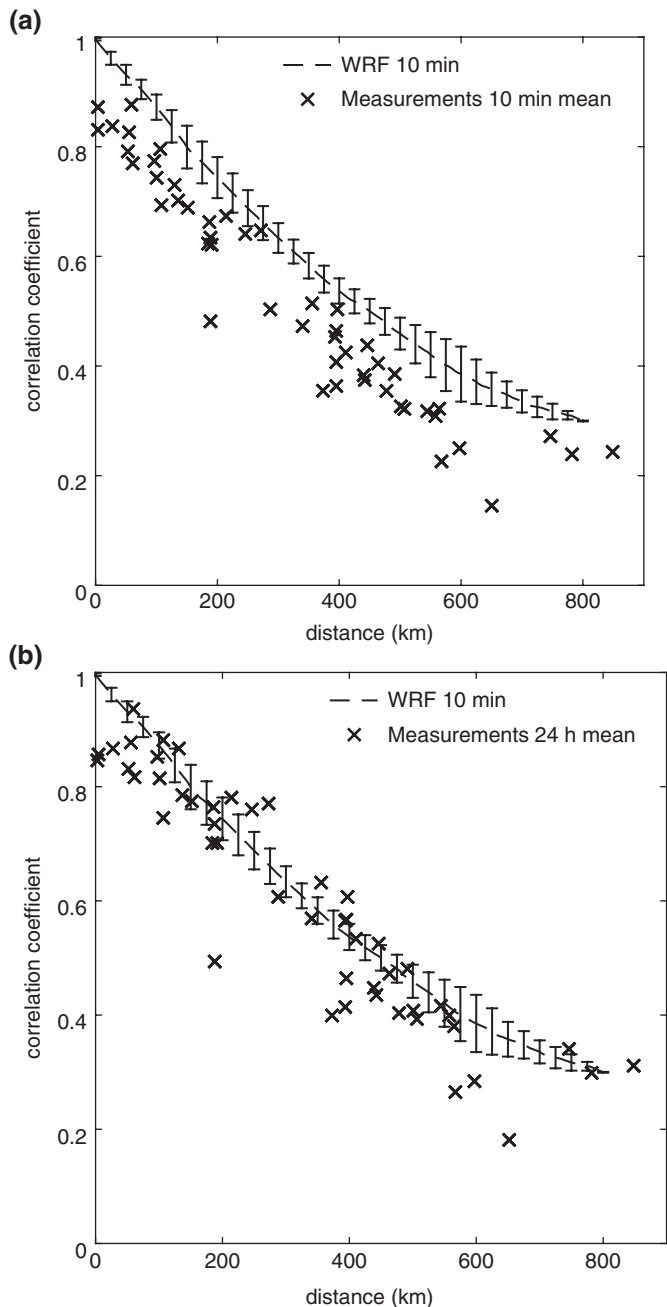 (a)
1
0.8
0.6
0.4
0.2
0
correlation coefficient
WRF 10 min
Measurements 10 min mean
0 200 400 600 800
distance (km)
(b)
1
0.8
0.6
0.4
0.2
0
correlation coefficient
WRF 10 min
Measurements 24 h mean
0 200 400 600 800
distance (km)